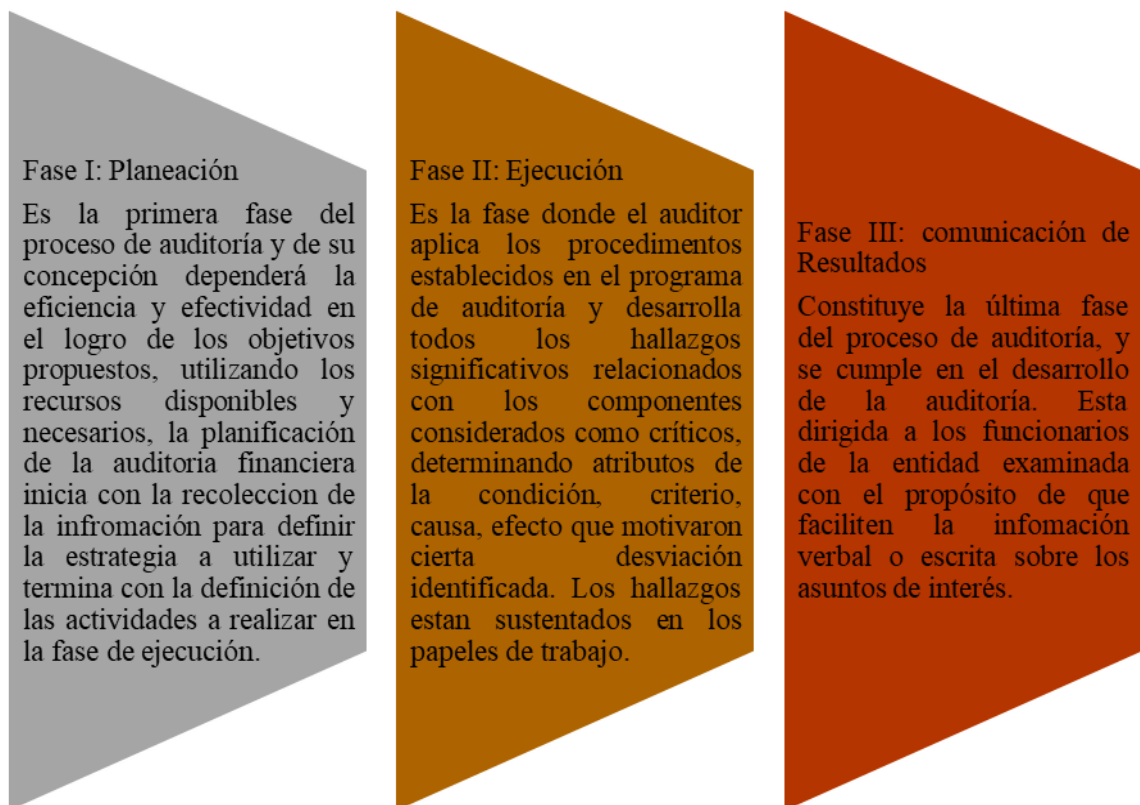 Fase I: Planeación
Es la primera fase del
proceso de auditoría y de su
concepción dependerá la
eficiencia y efectividad en
el logro de los objetivos
propuestos, utilizando los
recursos disponibles y
necesarios, la planificación
de la auditoria financiera
inicia con la recoleccion de
la infromación para definir
la estrategia a utilizar y
termina con la definición de
las actividades a realizar en
la fase de ejecución.
Fase II: Ejecución
Es la fase donde el auditor
aplica los procedimentos
establecidos en el programa
de auditoría y desarrolla
todos los hallazgos
significativos relacionados
con los componentes
considerados como críticos,
determinando atributos de
la condición, criterio,
causa, efecto que motivaron
cierta desviación
identificada. Los hallazgos
estan sustentados en los
papeles de trabajo.
Fase III: comunicación de
Resultados
Constituye la última fase
del proceso de auditoría, y
se cumple en el desarrollo
de la auditoría. Esta
dirigida a los funcionarios
de la entidad examinada
con el propósito de que
faciliten la infomación
verbal o escrita sobre los
asuntos de interés.